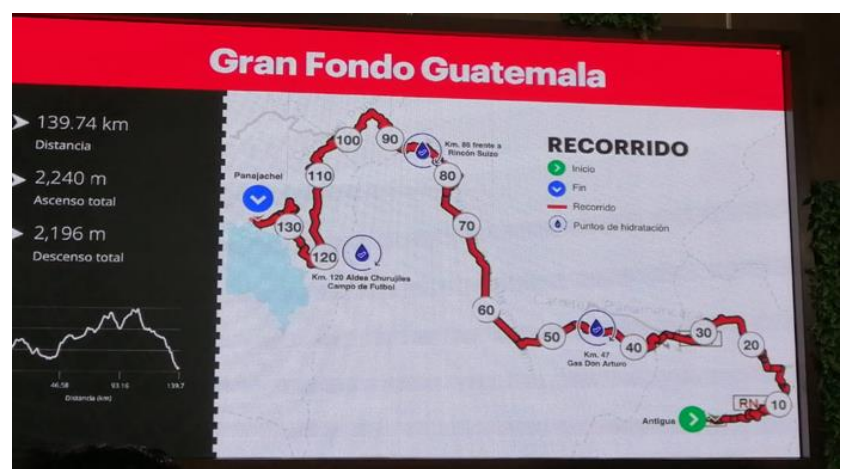 Gran Fondo Guatemala
139.74 km
Distancia
2,240 m
Ascenso total
2,196 m
Descenso total
46.58
93.16
139.7
Distancia (km)
RECORRIDO
Inicio
Fin
Recorrido
Puntos de hidratación
Panajachel
100
90
Km. 86 frente a
Rincón Suizo
110
80
130
70
120
Km. 120 Aldea Churujiles
Campo de Futbol
60
50
40
30
20
Km. 47
Gas Don Arturo
RN
10
Antigua